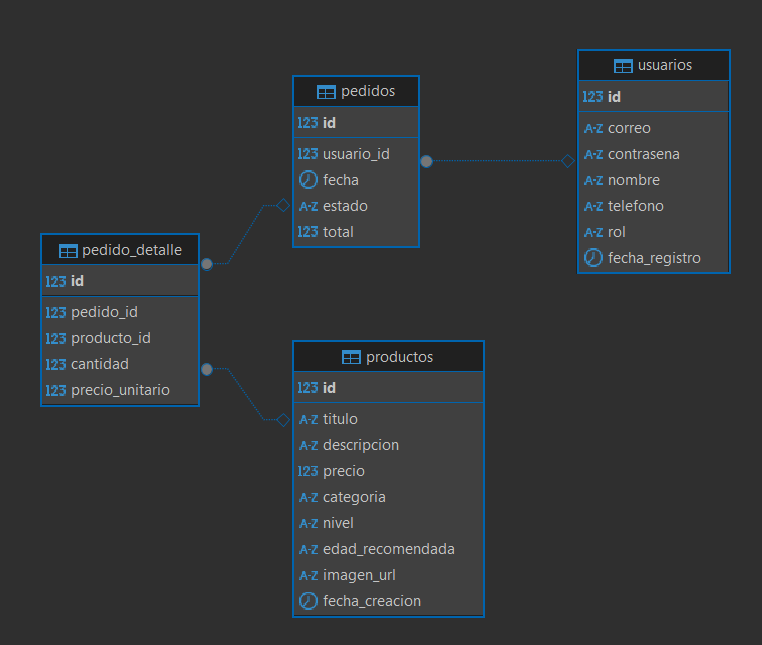 usuarios
123 id
A-Z correo
A-Z contrasena
A-Z nombre
A-Z telefono
A-Z rol
fecha_registro
pedidos
123 id
123 usuario_id
fecha
A-Z estado
123 total
pedido_detalle
123 id
123 pedido_id
123 producto_id
123 cantidad
123 precio_unitario
productos
123 id
A-Z titulo
A-Z descripcion
123 precio
A-Z categoria
A-Z nivel
A-Z edad_recomendada
A-Z imagen_url
fecha_creacion